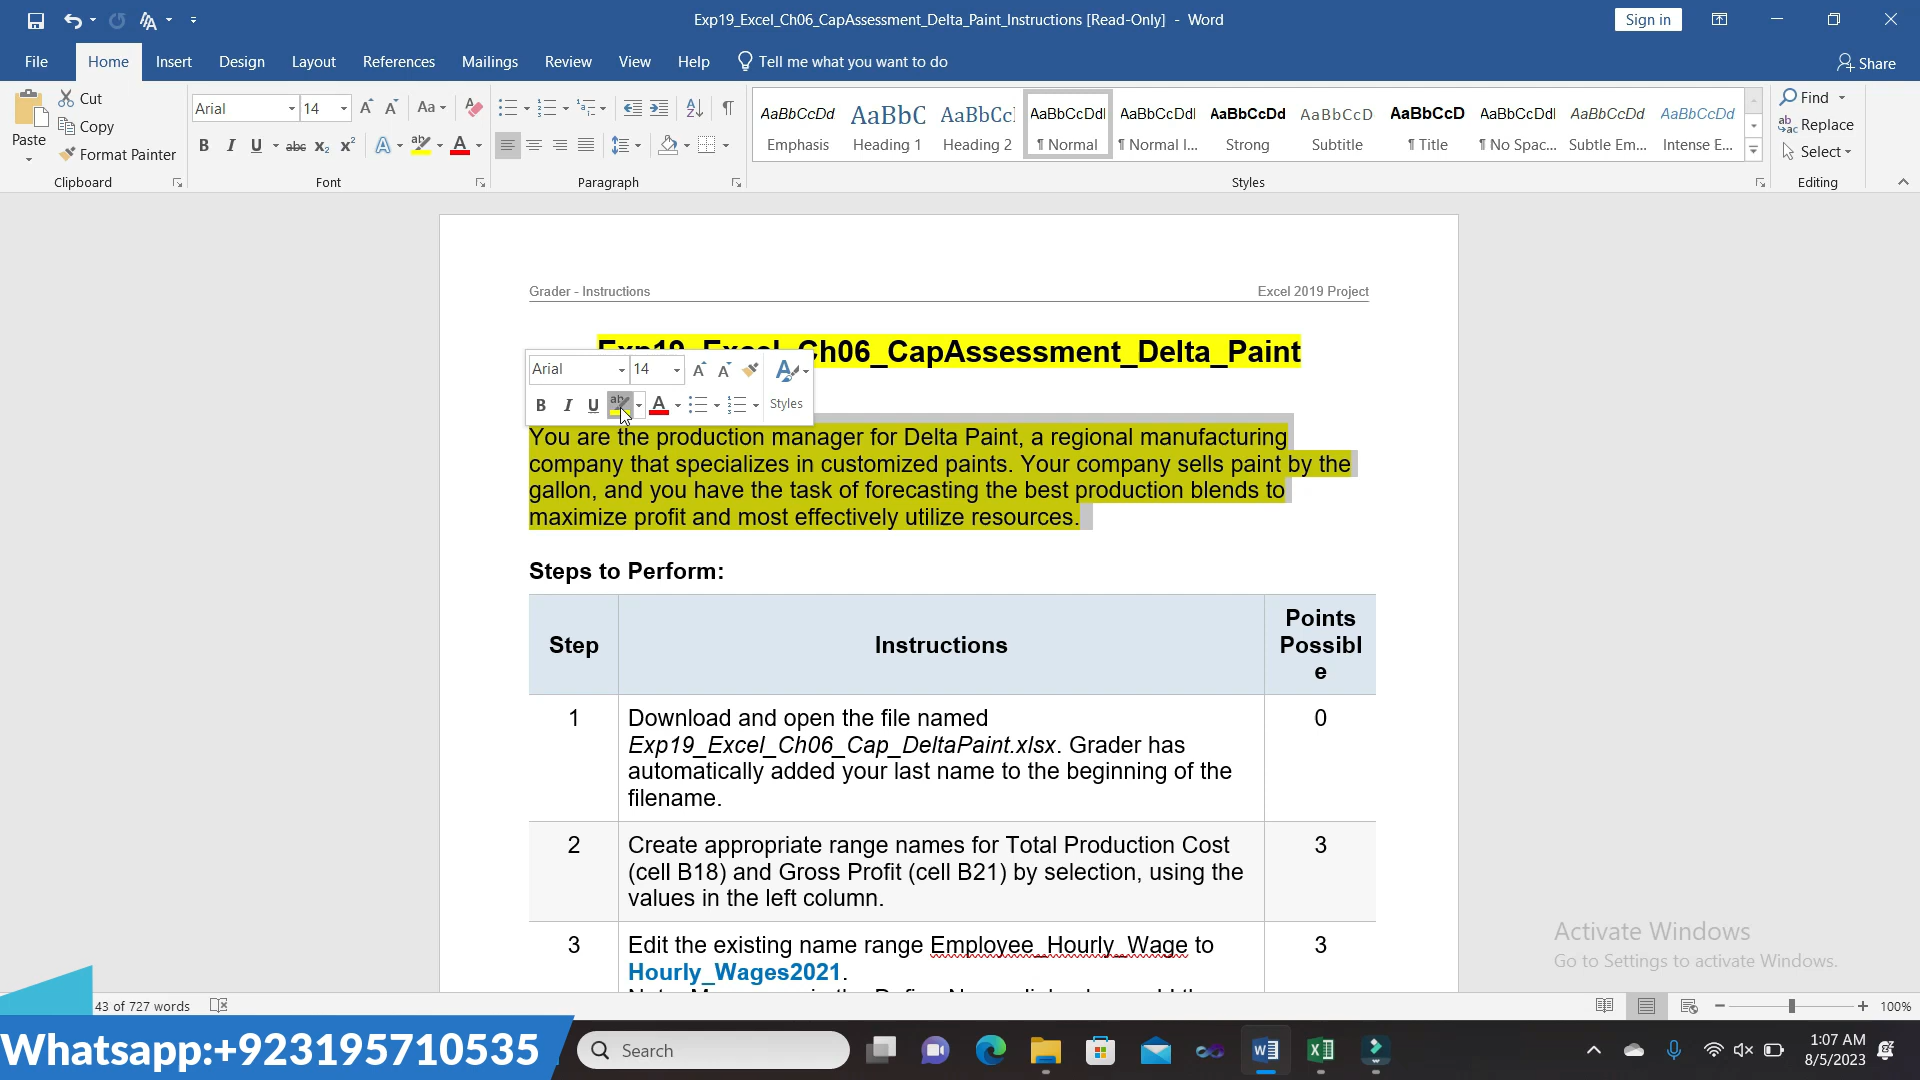 Exp19_Excel_Ch06_CapAssessment_Delta_Paint_Instructions [Read-Only] - Word
Sign in
File Home Insert Design Layout References Mailings Review View Help Tell me what you want to do Share
Paste
Cut
Copy
Format Painter
Clipboard
Arial 14
Font
Paragraph
AaBbCcDd AaBbC AaBbCc AaBbCcDd AaBbCcDd AaBbCcDd AaBbCcD AaBbCcD AaBbCcDd AaBbCcDd AaBbCcDd
Emphasis Heading 1 Heading 2 ¶ Normal ¶ Normal I... Strong Subtitle ¶ Title ¶ No Spac... Subtle Em... Intense E...
Styles
Find
Replace
Select
Editing
Grader - Instructions Excel 2019 Project
Ch06_CapAssessment_Delta_Paint
Arial 14
Styles
You are the production manager for Delta Paint, a regional manufacturing
company that specializes in customized paints. Your company sells paint by the
gallon, and you have the task of forecasting the best production blends to
maximize profit and most effectively utilize resources.
Steps to Perform:
Step Instructions Points
Possibl
e
1 Download and open the file named 0
Exp19_Excel_Ch06_Cap_DeltaPaint.xlsx. Grader has
automatically added your last name to the beginning of the
filename.
2 Create appropriate range names for Total Production Cost 3
(cell B18) and Gross Profit (cell B21) by selection, using the
values in the left column.
3 Edit the existing name range Employee_Hourly_Wage to 3
Hourly_Wages2021.
Activate Windows
Go to Settings to activate Windows.
43 of 727 words
100%
Whatsapp:+923195710535
Search
1:07 AM
8/5/2023